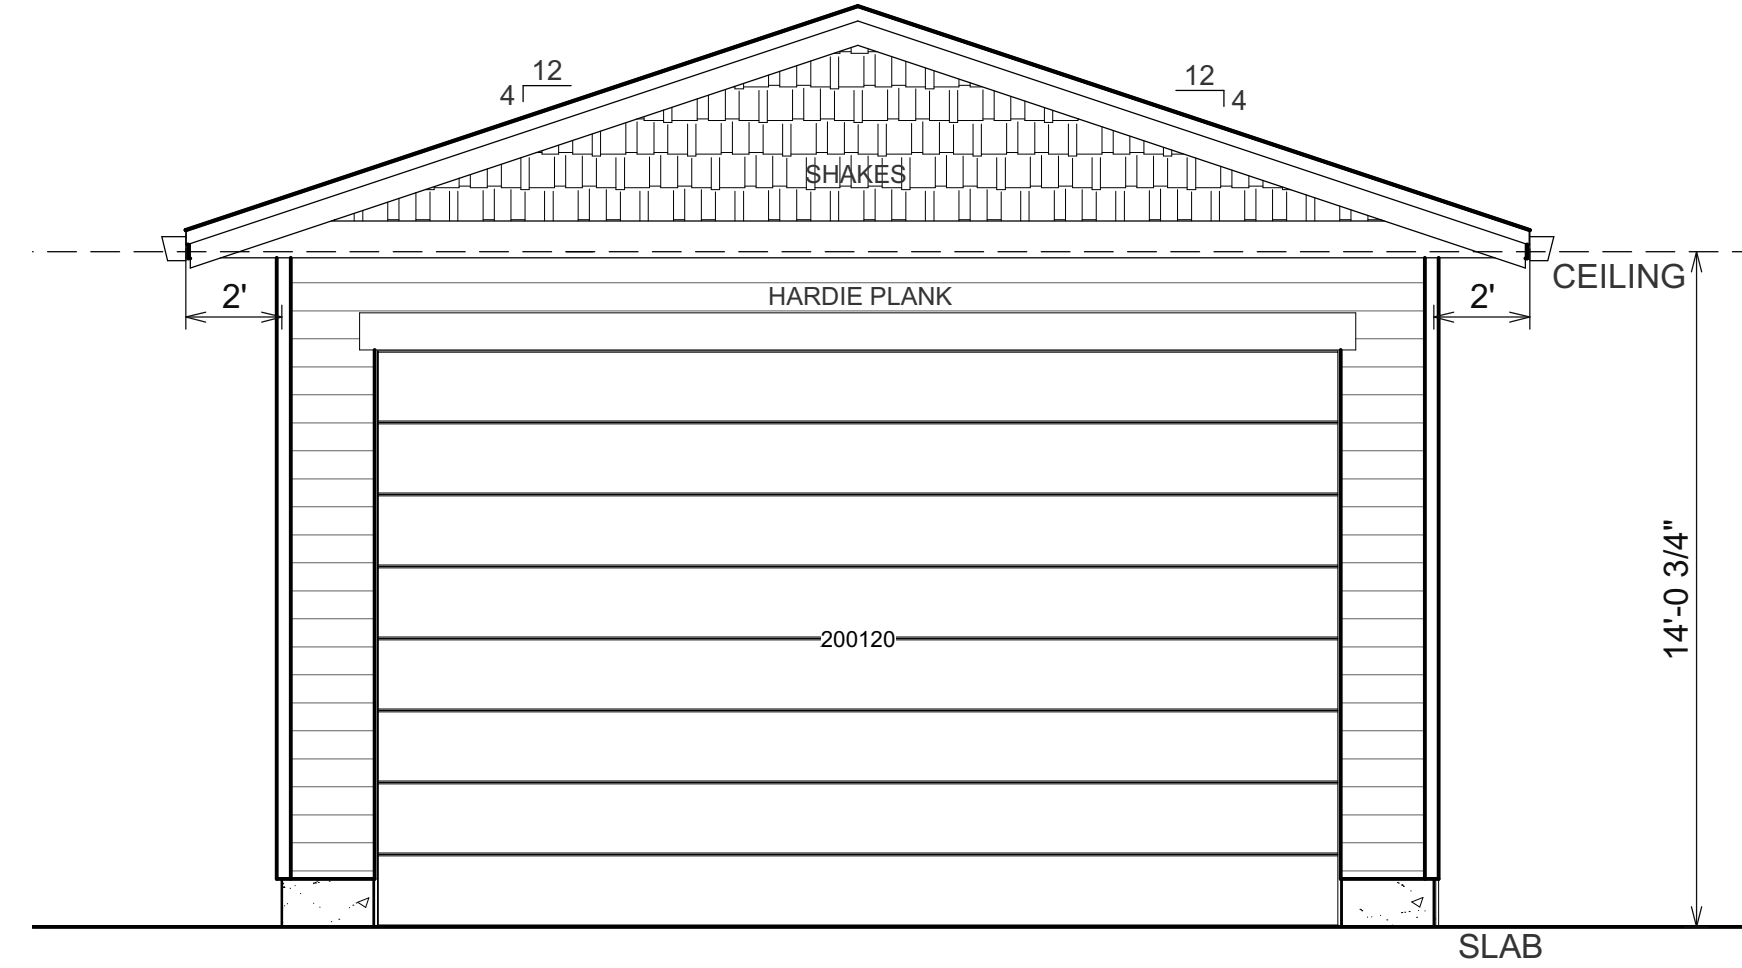 12
4
12
4
SHAKES
CEILING
2'
HARDIE PLANK
2'
14'-0 3/4"
200120
SLAB